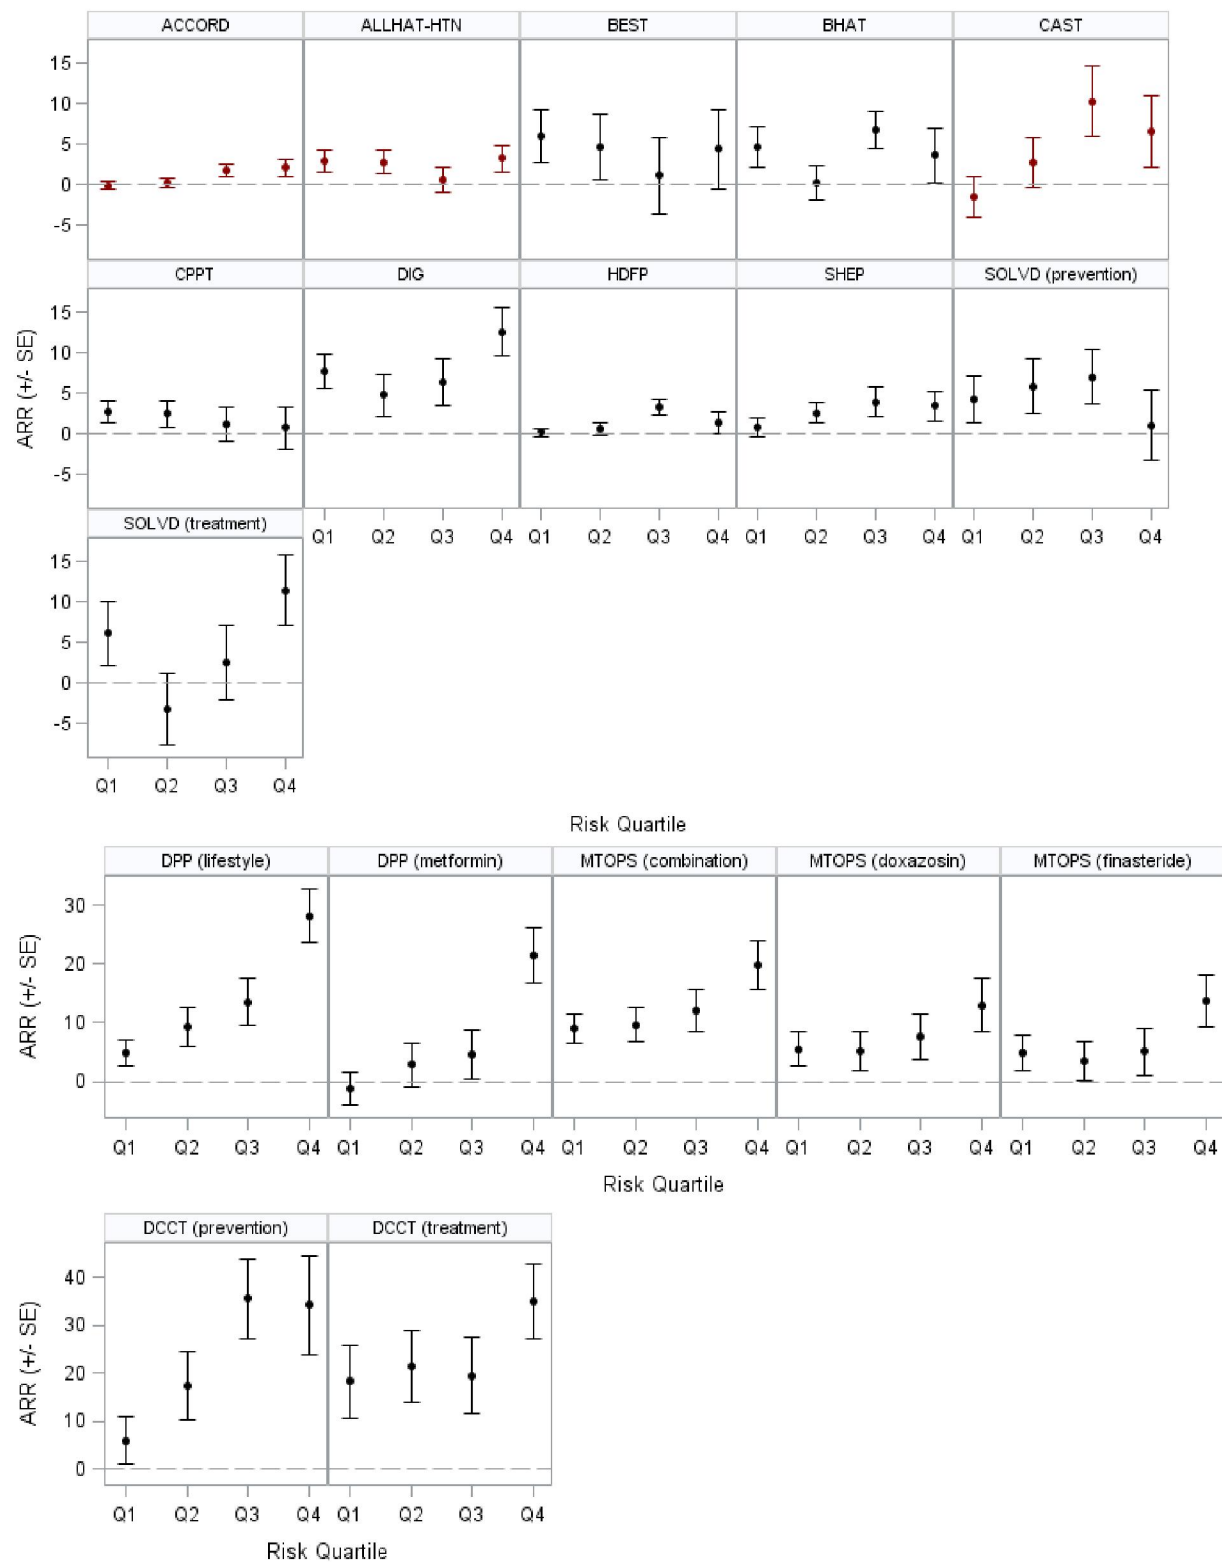 ACCORD ALLHAT-HTN BEST BHAT CAST
15
10
5
0
-5
CPPT DIG HDFP SHEP SOLVD (prevention)
ARR (+/- SE)
15
10
5
0
-5
SOLVD (treatment)
Q1 Q2 Q3 Q4 Q1 Q2 Q3 Q4 Q1 Q2 Q3 Q4 Q1 Q2 Q3 Q4
15
10
5
0
-5
Q1 Q2 Q3 Q4
Risk Quartile
DPP (lifestyle) DPP (metformin) MTOPS (combination) MTOPS (doxazosin) MTOPS (finasteride)
ARR (+/- SE)
30
20
10
0
Q1 Q2 Q3 Q4 Q1 Q2 Q3 Q4 Q1 Q2 Q3 Q4 Q1 Q2 Q3 Q4 Q1 Q2 Q3 Q4
Risk Quartile
DCCT (prevention) DCCT (treatment)
ARR (+/- SE)
40
30
20
10
0
Q1 Q2 Q3 Q4 Q1 Q2 Q3 Q4
Risk Quartile